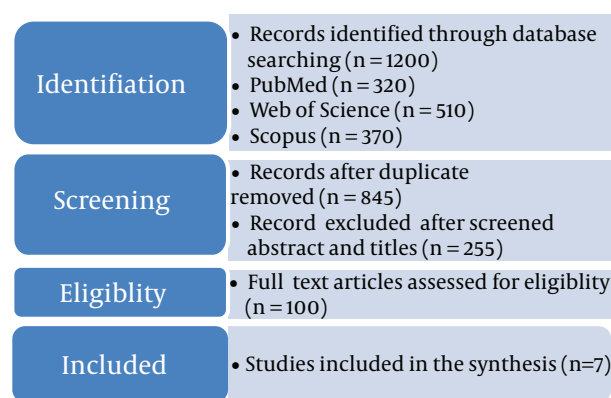 Identifiation
• Records identified through database
searching (n = 1200)
• PubMed (n = 320)
• Web of Science (n = 510)
• Scopus (n = 370)
Screening
• Records after duplicate
removed (n = 845)
• Record excluded after screened
abstract and titles (n = 255)
Eligiblity
• Full text articles assessed for eligiblity
(n = 100)
Included
• Studies included in the synthesis (n=7)